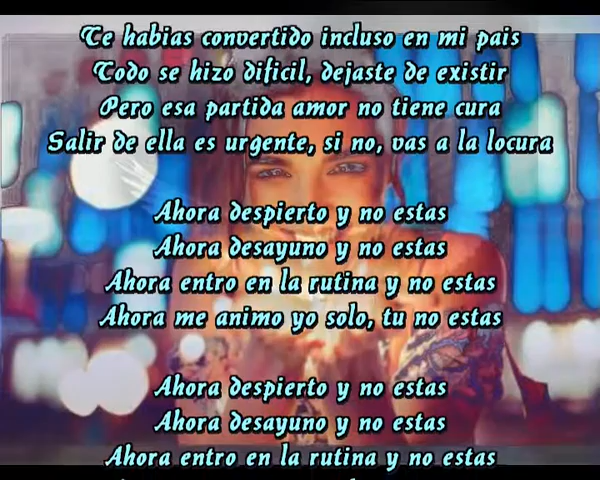 Te habias convertido incluso en mi pais
Todo se hizo dificil, dejaste de existir
Pero esa partida amor no tiene cura
Salir de ella es urgente, si no, vas a la locura
Ahora despierto y no estas
Ahora desayuno y no estas
Ahora entro en la rutina y no estas
Ahora me animo yo solo, tu no estas
Ahora despierto y no estas
Ahora desayuno y no estas
Ahora entro en la rutina y no estas